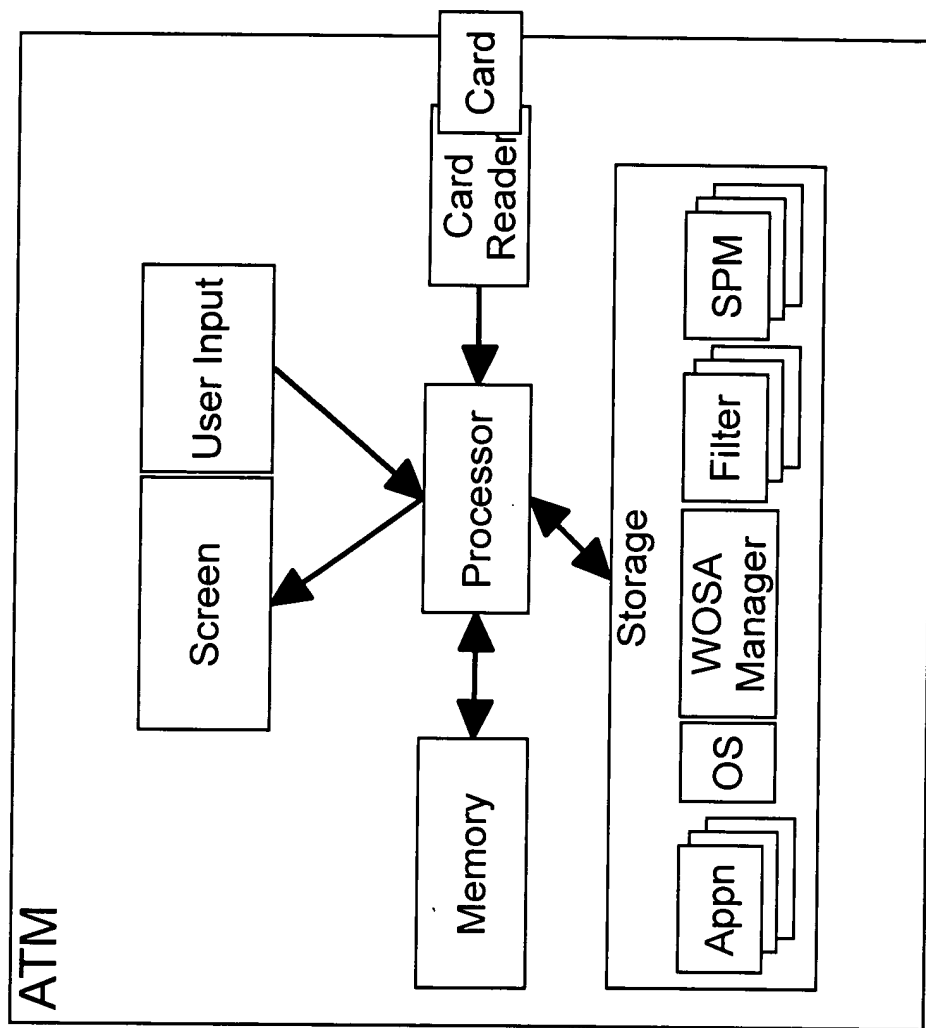 ATM
Screen
User Input
Memory
Processor
Card
Reader
Card
Storage
Appn
OS
WOSA
Manager
Filter
SPM